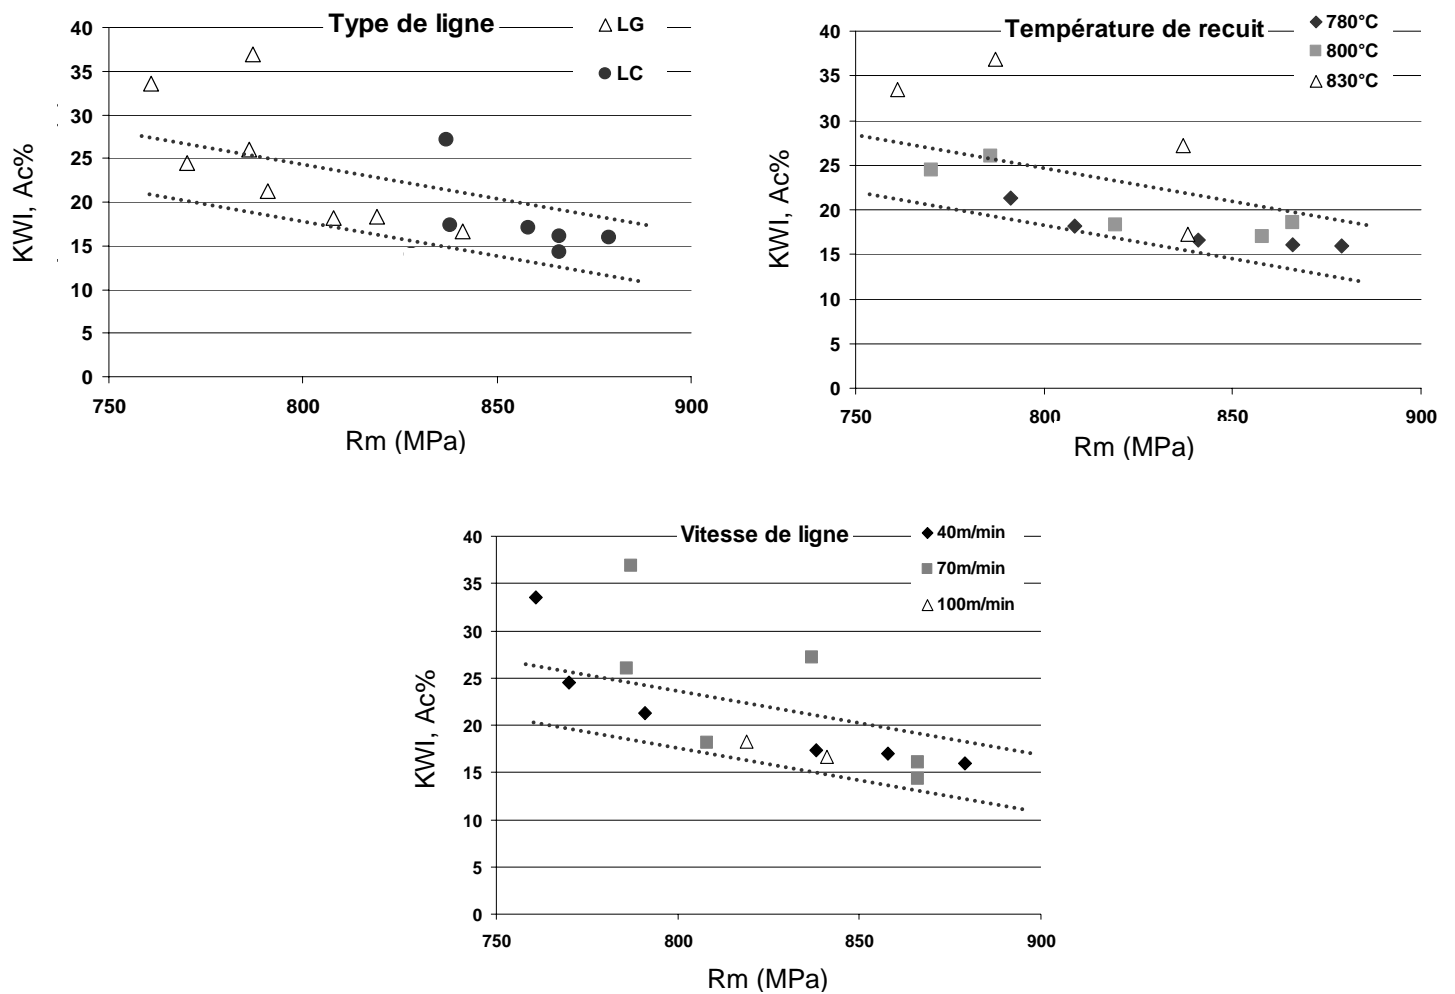 Type de ligne
LG
LC
40
35
30
25
20
15
10
5
0
KWI, Ac%
750
800
850
900
Rm (MPa)
Température de recuit
780°C
800°C
830°C
40
35
30
25
20
15
10
5
0
KWI, Ac%
750
800
850
900
Rm (MPa)
Vitesse de ligne
40m/min
70m/min
100m/min
40
35
30
25
20
15
10
5
0
KWI, Ac%
750
800
850
900
Rm (MPa)